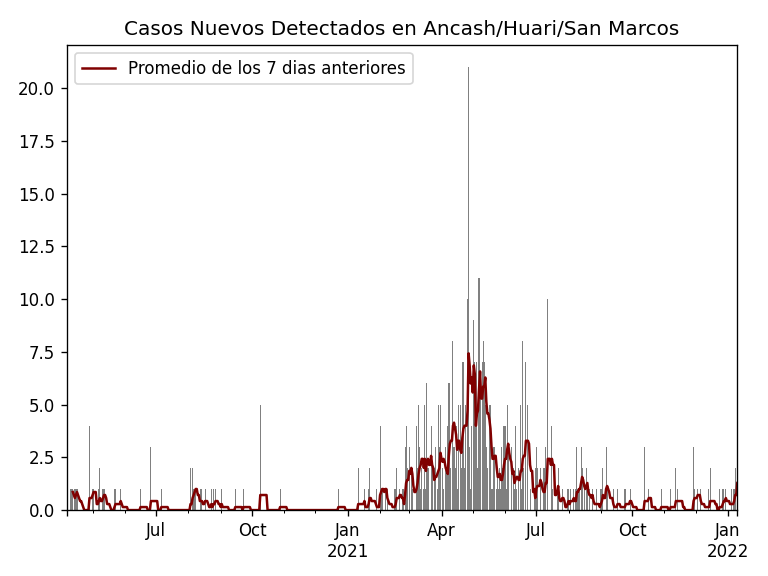 Casos Nuevos Detectados en Ancash/Huari/San Marcos
Promedio de los 7 dias anteriores
20.0
17.5
15.0
12.5
10.0
7.5
5.0
2.5
0.0
Jul
Oct
Jan
2021
Apr
Jul
Oct
Jan
2022